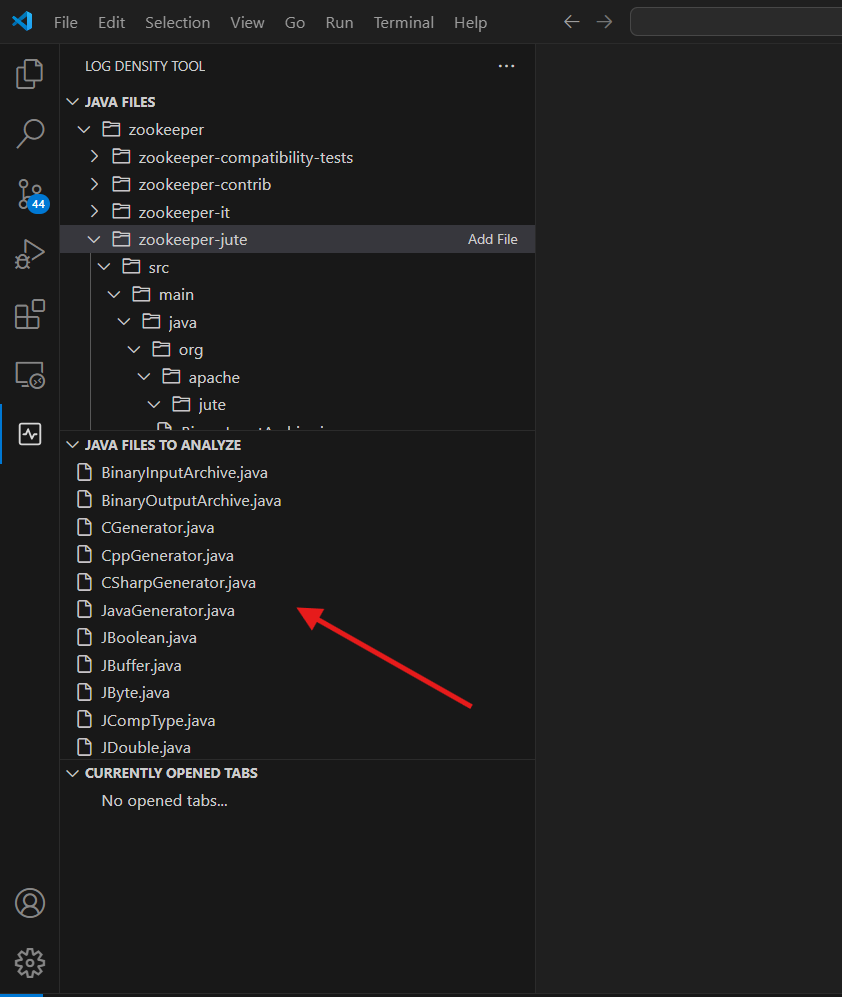 File Edit Selection View Go Run Terminal Help
LOG DENSITY TOOL
JAVA FILES
zookeeper
zookeeper-compatibility-tests
zookeeper-contrib
44
zookeeper-it
zookeeper-jute Add File
src
main
java
org
apache
jute
JAVA FILES TO ANALYZE
BinaryInputArchive.java
BinaryOutputArchive.java
CGenerator.java
CppGenerator.java
CSharpGenerator.java
JavaGenerator.java
JBoolean.java
JBuffer.java
JByte.java
JCompType.java
JDouble.java
CURRENTLY OPENED TABS
No opened tabs...